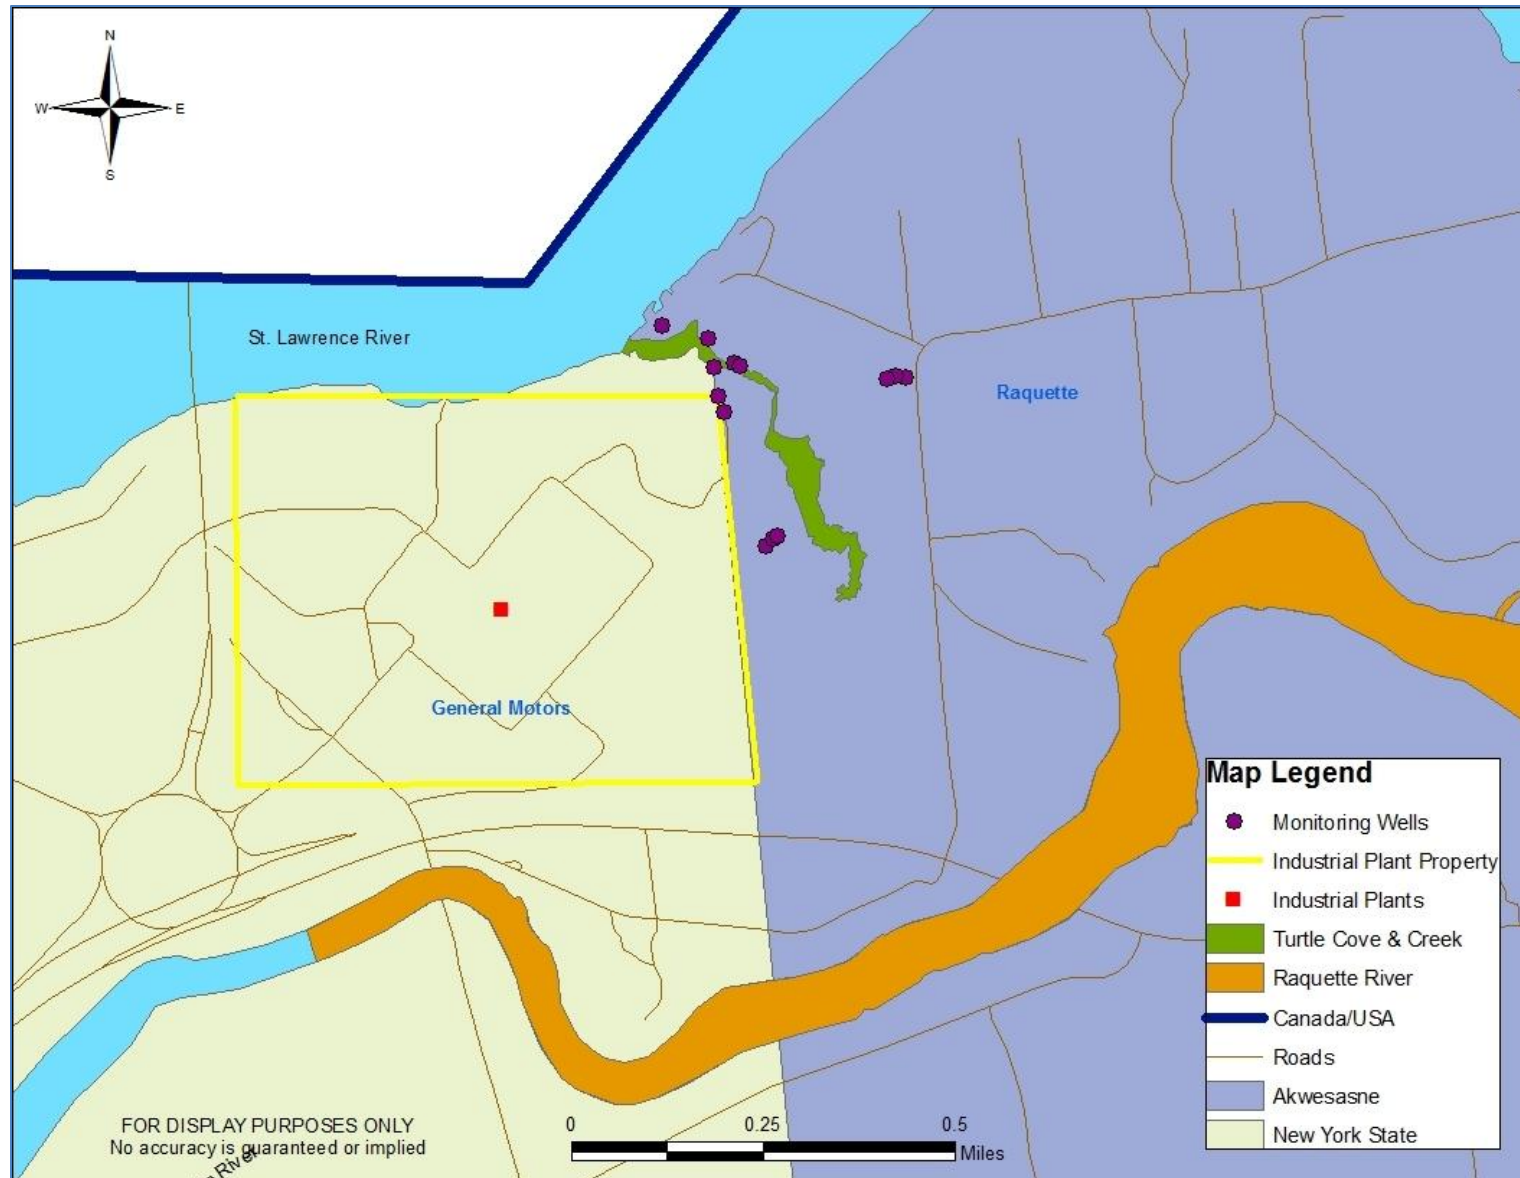 N
W E
S
St. Lawrence River
Raquette
General Motors
Map Legend
Monitoring Wells
Industrial Plant Property
Industrial Plants
Turtle Cove & Creek
Raquette River
Canada/USA
Roads
Akwesasne
New York State
FOR DISPLAY PURPOSES ONLY
No accuracy is guaranteed or implied
River
0 0.25 0.5
Miles